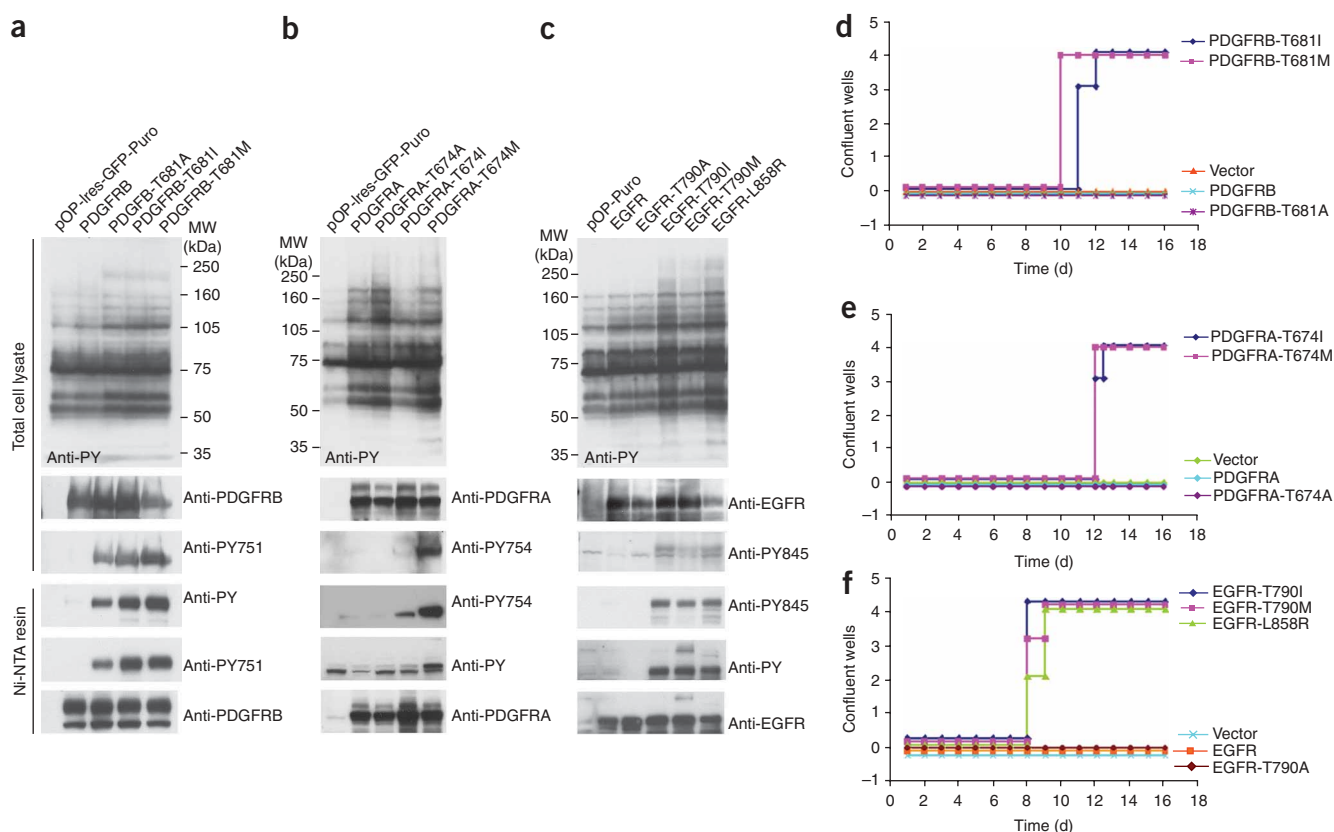 a
pOP-Ires-GFP-Puro
PDGFRB
PDGFB-T681A
PDGFRB-T681I
PDGFRB-T681M
MW
(kDa)
250
160
105
75
50
35
Anti-PY
Anti-PDGFRB
Anti-PY751
Anti-PY
Anti-PY751
Anti-PDGFRB
Total cell lysate
Ni-NTA resin
b
pOP-Ires-GFP-Puro
PDGFRA
PDGFRA-T674A
PDGFRA-T674I
PDGFRA-T674M
MW
(kDa)
250
160
105
75
50
35
Anti-PY
Anti-PDGFRA
Anti-PY754
Anti-PY754
Anti-PY
Anti-PDGFRA
c
pOP-Puro
EGFR
EGFR-T790A
EGFR-T790I
EGFR-T790M
EGFR-L858R
MW
(kDa)
250
160
105
75
50
35
Anti-PY
Anti-EGFR
Anti-PY845
Anti-PY845
Anti-PY
Anti-EGFR
d
5
4
3
2
1
0
–1
Confluent wells
0 2 4 6 8 10 12 14 16 18
Time (d)
PDGFRB-T681I
PDGFRB-T681M
Vector
PDGFRB
PDGFRB-T681A
e
5
4
3
2
1
0
–1
Confluent wells
0 2 4 6 8 10 12 14 16 18
Time (d)
PDGFRA-T674I
PDGFRA-T674M
Vector
PDGFRA
PDGFRA-T674A
f
5
4
3
2
1
0
–1
Confluent wells
0 2 4 6 8 10 12 14 16 18
Time (d)
EGFR-T790I
EGFR-T790M
EGFR-L858R
Vector
EGFR
EGFR-T790A